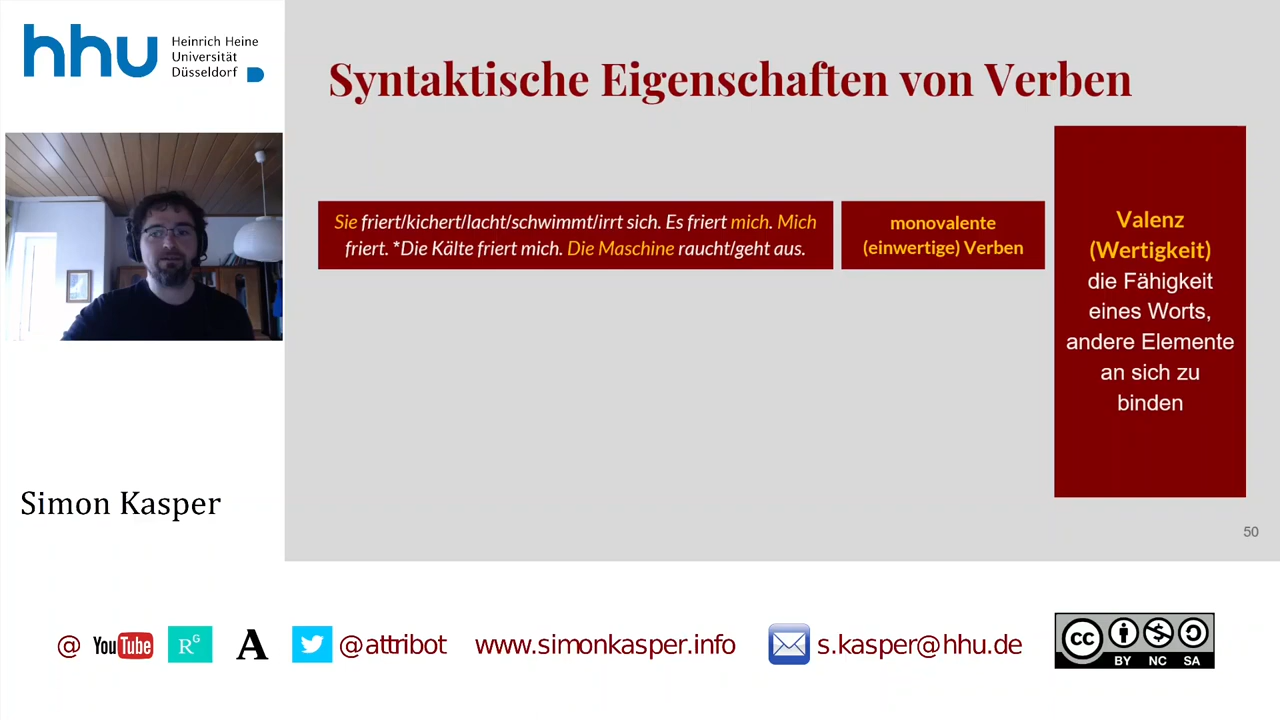 hhu
Heinrich Heine
Universität
Düsseldorf
Syntaktische Eigenschaften von Verben
Sie friert/kichert/lacht/schwimmt/irrt sich. Es friert mich. Mich
friert. *Die Kälte friert mich. Die Maschine raucht/geht aus.
monovalente
(einwertige) Verben
Valenz
(Wertigkeit)
die Fähigkeit
eines Worts,
andere Elemente
an sich zu
binden
Simon Kasper
50
@ YouTube RG A @attribot www.simonkasper.info s.kasper@hhu.de
cc
BY NC SA